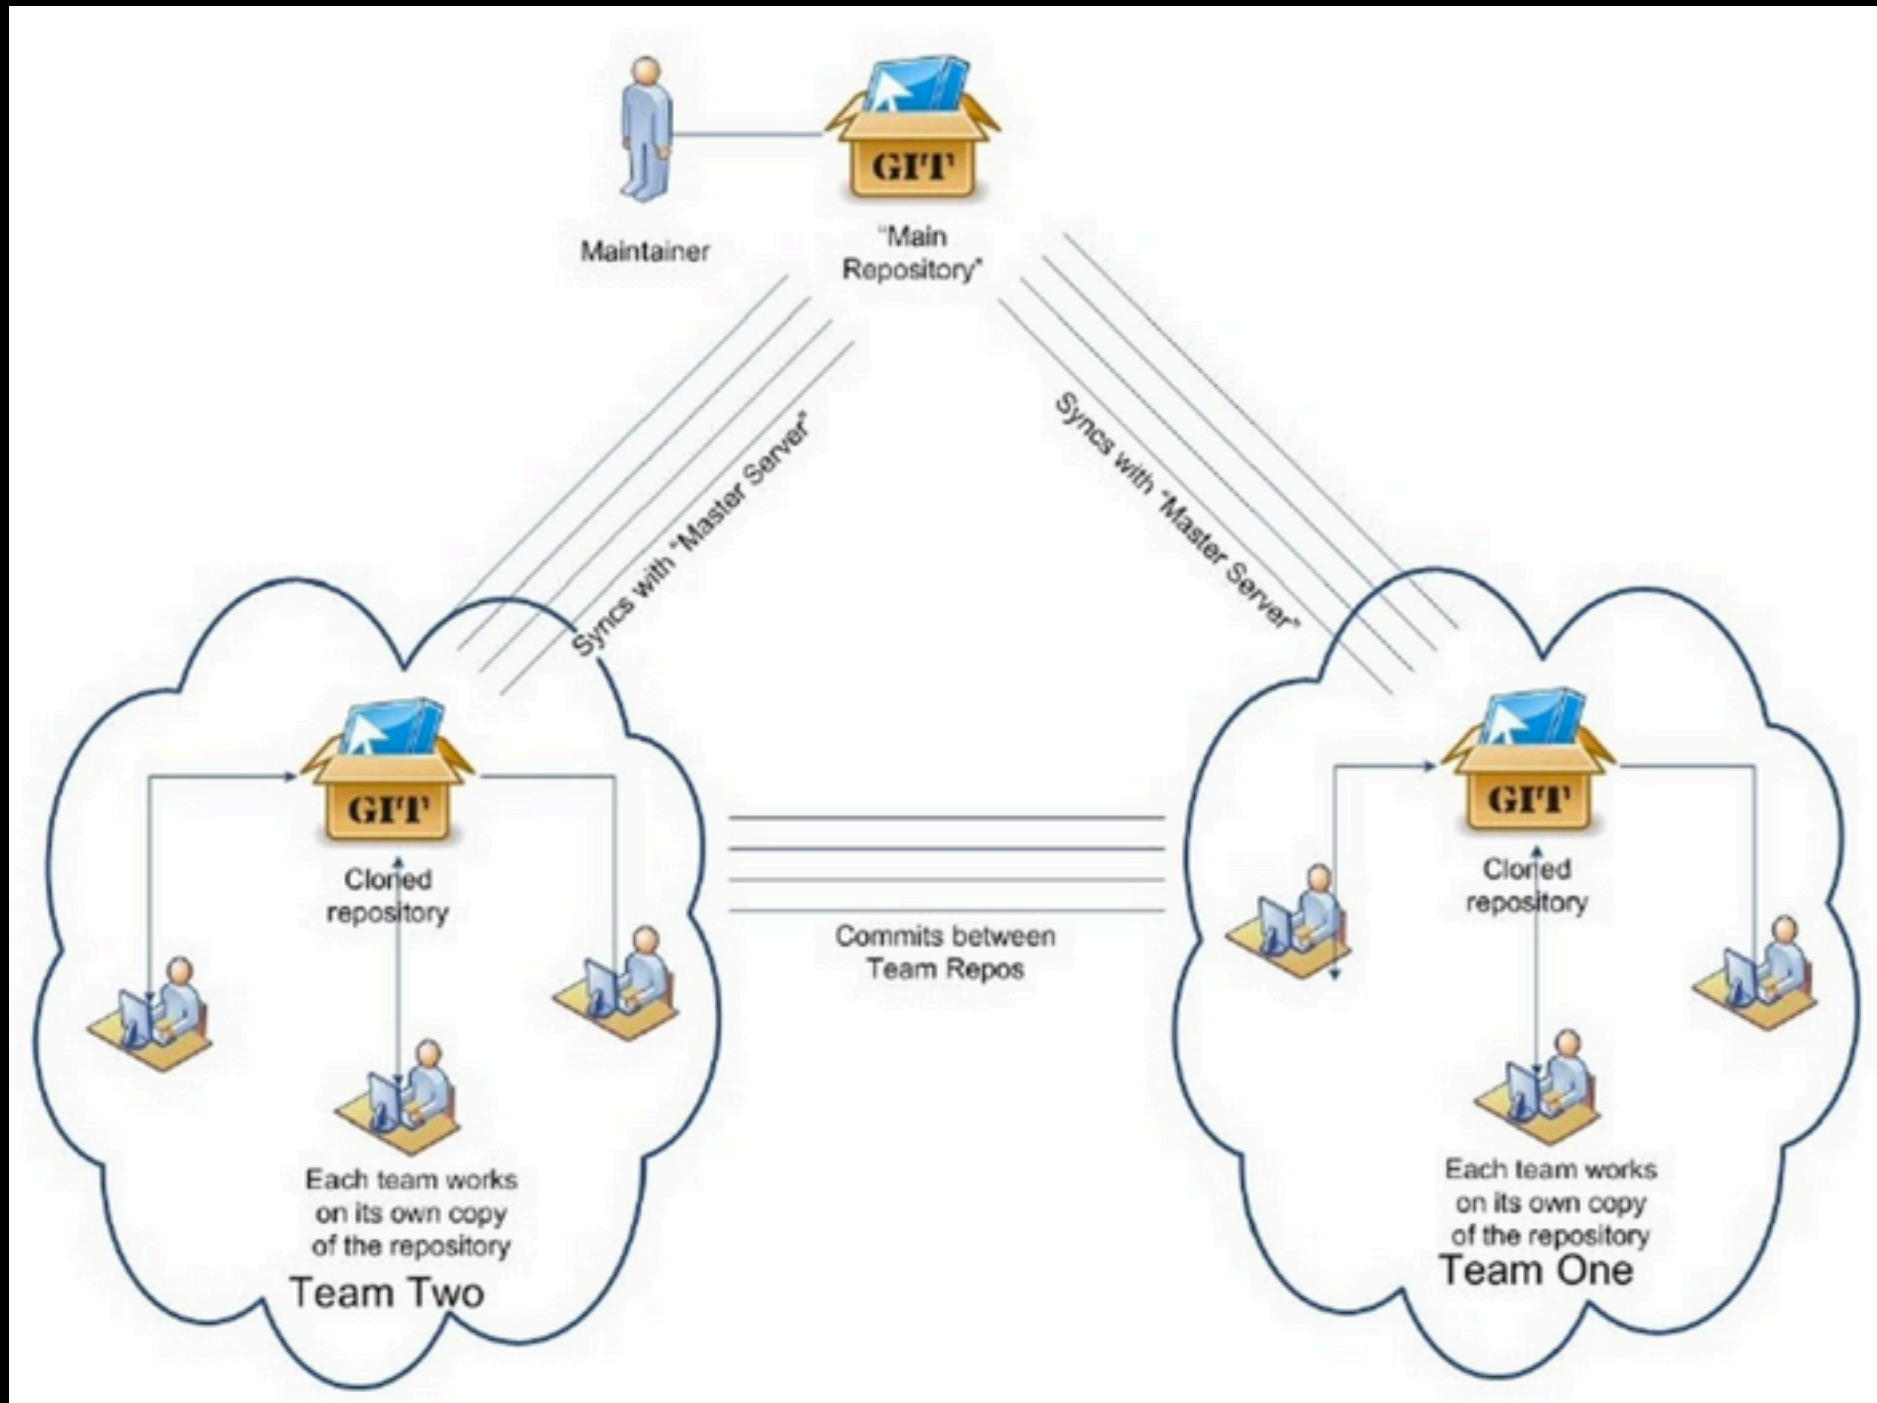 GIT
Maintainer
"Main
Repository"
Syncs with "Master Server"
Syncs with "Master Server"
GIT
Cloned
repository
GIT
Cloned
repository
Commits between
Team Repos
Each team works
on its own copy
of the repository
Team Two
Each team works
on its own copy
of the repository
Team One